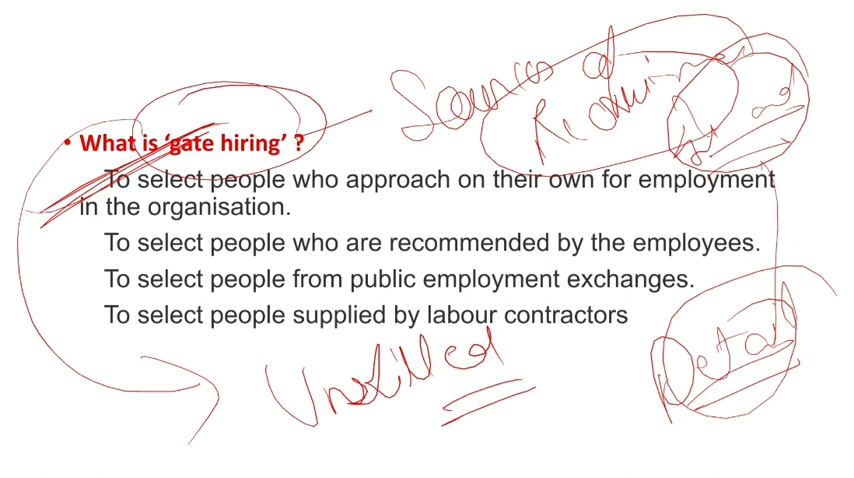 Sources of
Recruit
• What is ‘gate hiring’ ?
To select people who approach on their own for employment
in the organisation.
To select people who are recommended by the employees.
To select people from public employment exchanges.
To select people supplied by labour contractors
Unskilled
Detail